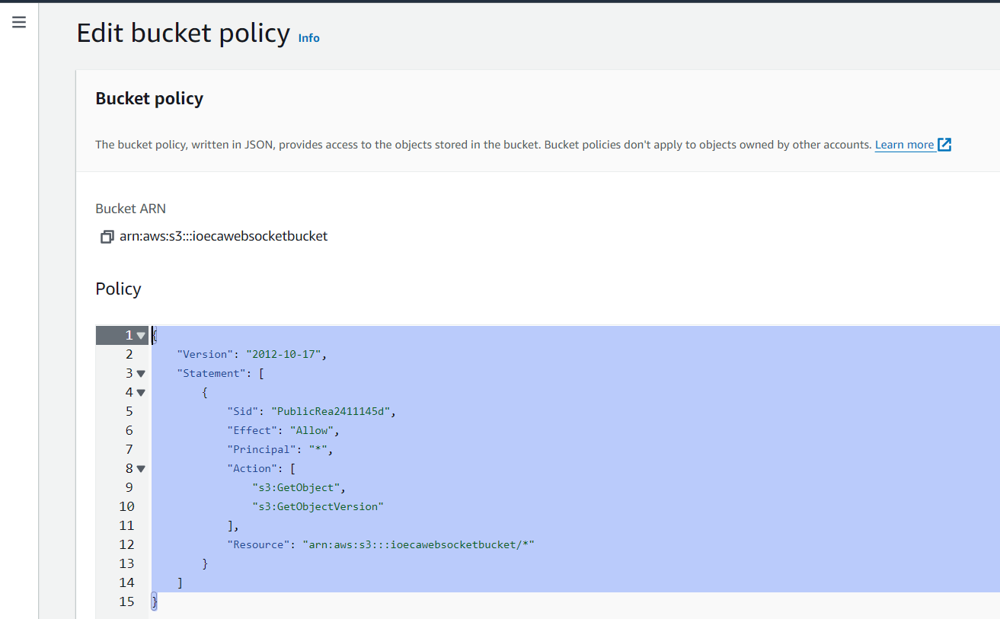 Edit bucket policy Info
Bucket policy
The bucket policy, written in JSON, provides access to the objects stored in the bucket. Bucket policies don't apply to objects owned by other accounts. Learn more
Bucket ARN
arn:aws:s3:::ioecawebsocketbucket
Policy
1 {
2 "Version": "2012-10-17",
3 "Statement": [
4 {
5 "Sid": "PublicRea2411145d",
6 "Effect": "Allow",
7 "Principal": "*",
8 "Action": [
9 "s3:GetObject",
10 "s3:GetObjectVersion"
11 ],
12 "Resource": "arn:aws:s3:::ioecawebsocketbucket/*"
13 }
14 ]
15 }